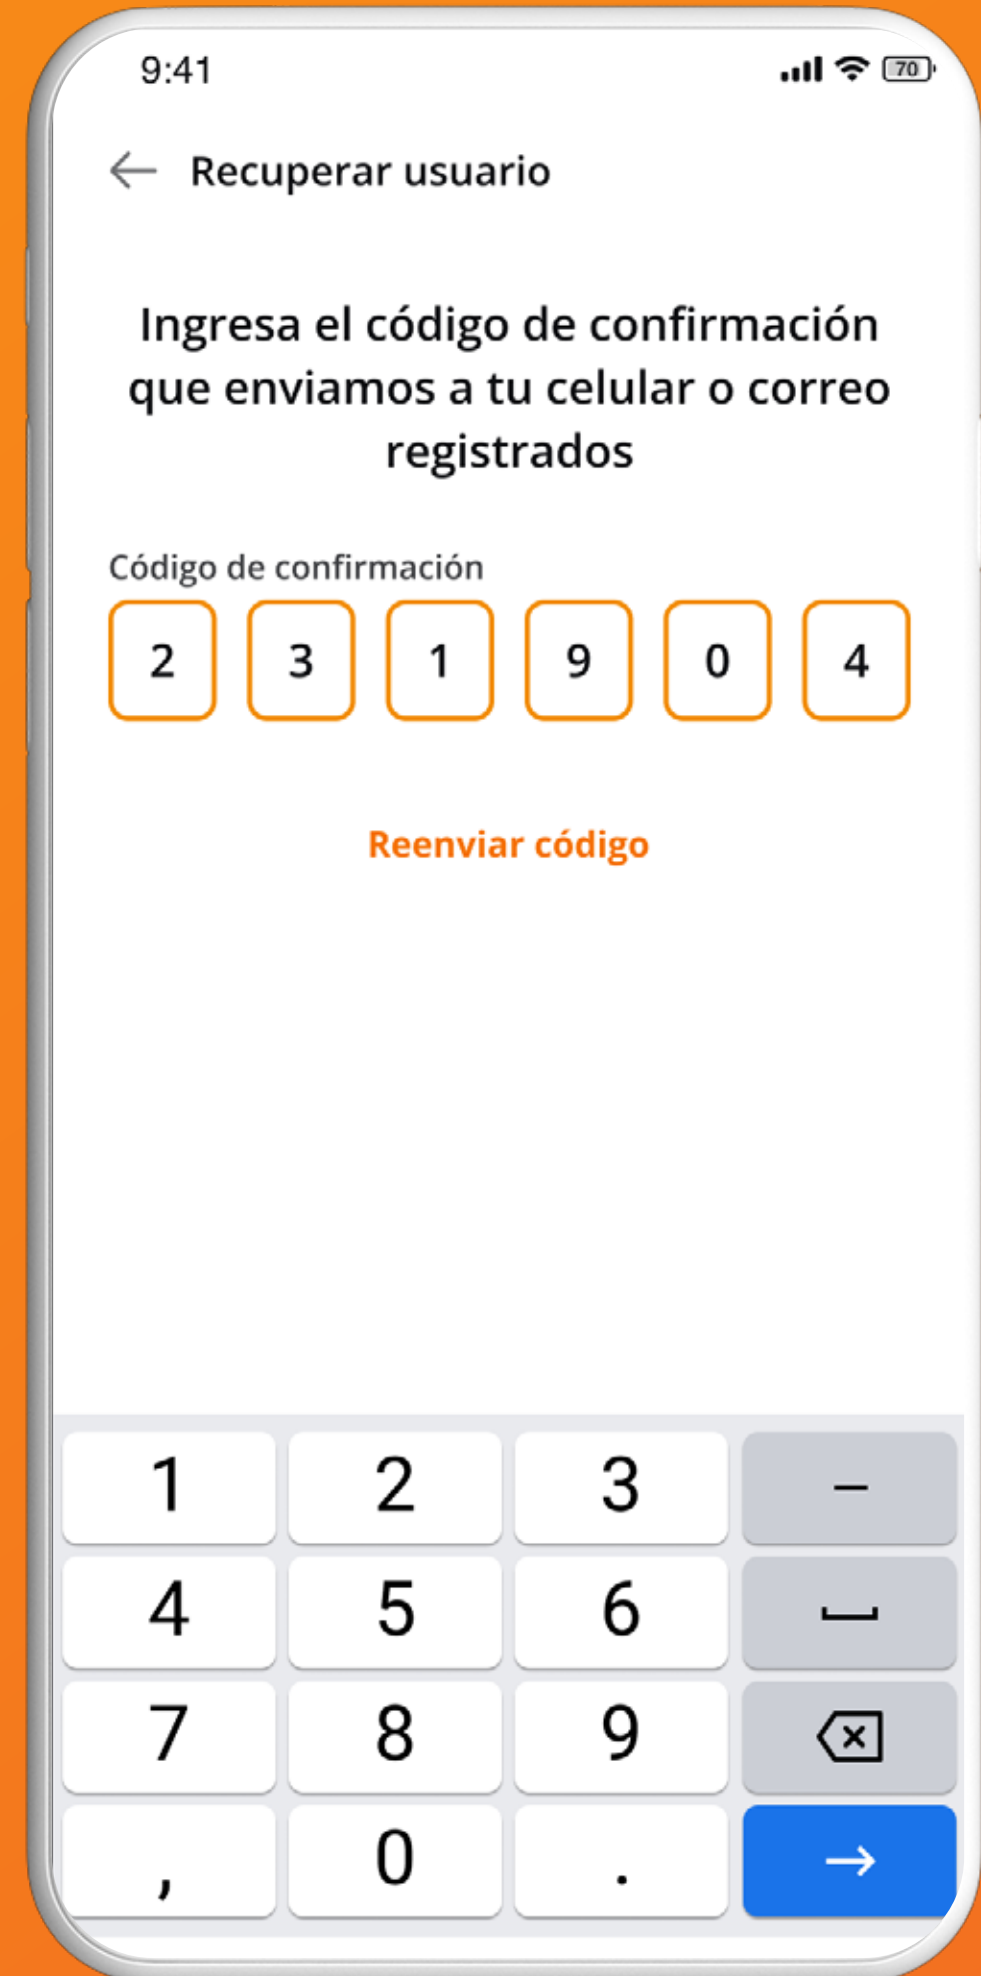 9:41 70
Recuperar usuario
Ingresa el código de confirmación
que enviamos a tu celular o correo
registrados
Código de confirmación
2 3 1 9 0 4
Reenviar código
1 2 3 –
4 5 6
7 8 9
, 0 .